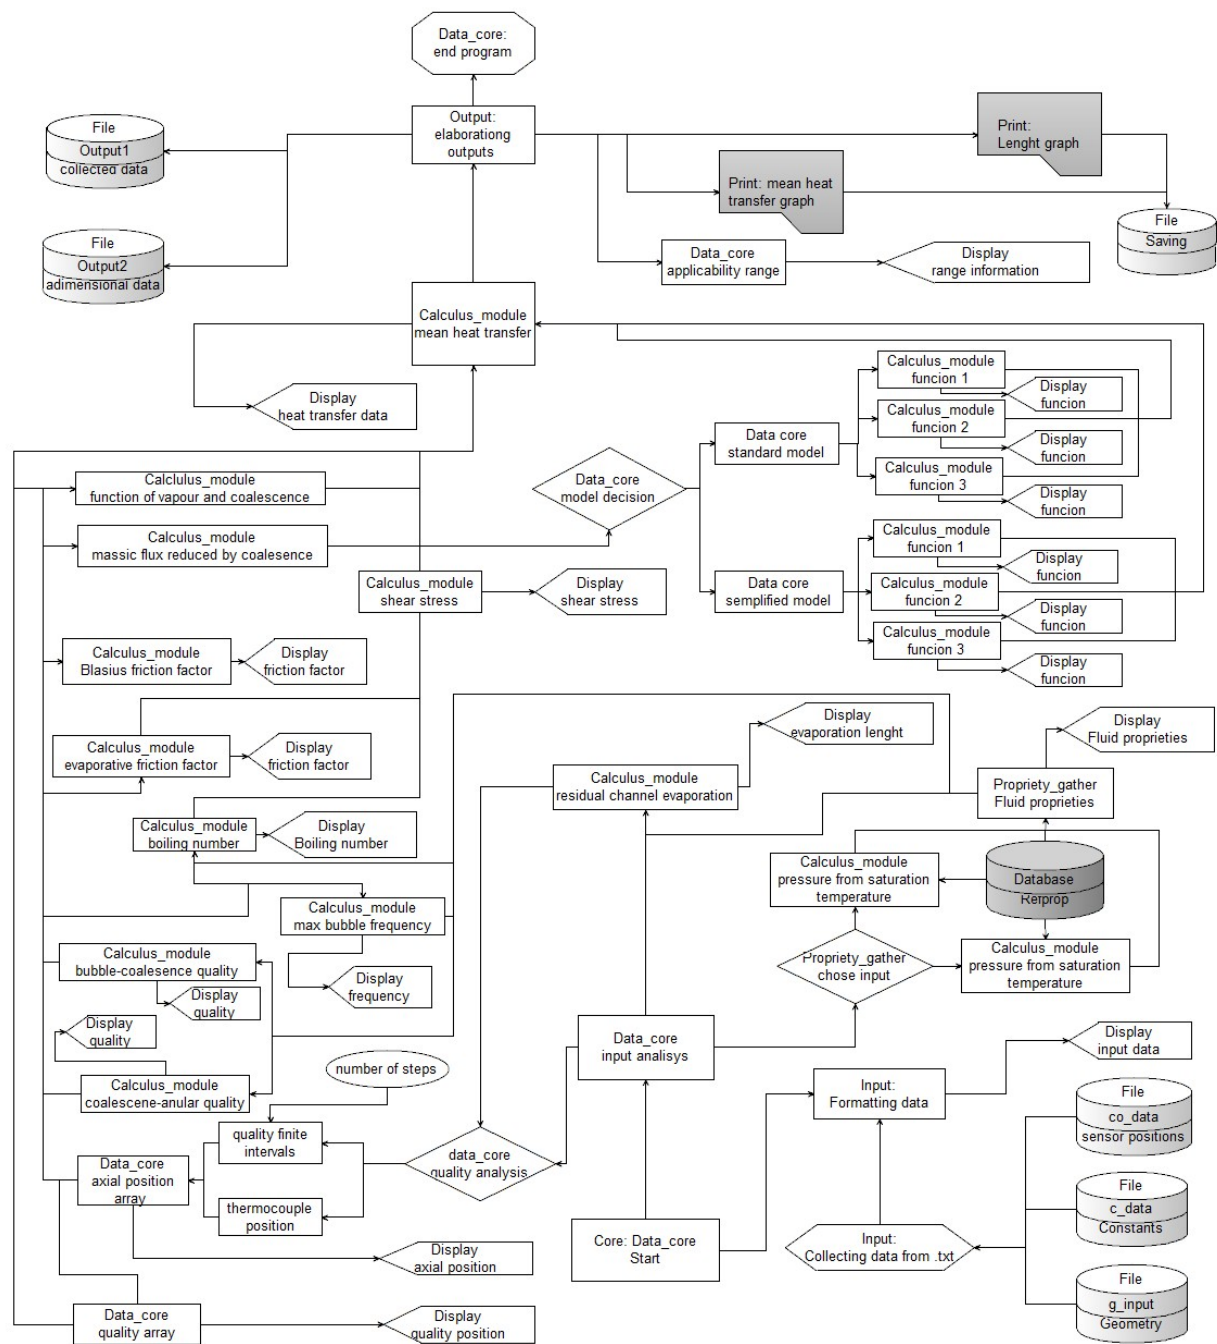 Data_core:
end program
Output:
elaborationg
outputs
File
Output1
collected data
Print:
Lenght graph
Print: mean heat
transfer graph
File
Saving
File
Output2
adimensional data
Data_core
applicability range
Display
range information
Calculus_module
mean heat transfer
Display
heat transfer data
Calculus_module
funcion 1
Display
funcion
Calculus_module
funcion 2
Display
funcion
Calculus_module
funcion 3
Display
funcion
Data core
standard model
Data_core
model decision
Calclulus_module
function of vapour and coalescence
Calculus_module
massic flux reduced by coalesence
Calculus_module
funcion 1
Display
funcion
Calculus_module
funcion 2
Display
funcion
Calculus_module
funcion 3
Display
funcion
Data core
semplified model
Calculus_module
shear stress
Display
shear stress
Calculus_module
Blasius friction factor
Display
friction factor
Calculus_module
evaporative friction factor
Display
friction factor
Display
evaporation lenght
Display
Fluid proprieties
Calculus_module
residual channel evaporation
Propriety_gather
Fluid proprieties
Calculus_module
boiling number
Display
Boiling number
Calculus_module
pressure from saturation
temperature
Database
Refprop
Calculus_module
max bubble frequency
Calculus_module
bubble-coalesence quality
Display
frequency
Propriety_gather
chose input
Calculus_module
pressure from saturation
temperature
Display
quality
Display
quality
Data_core
input analisys
Display
input data
number of steps
Calculus_module
coalescene-anular quality
Input:
Formatting data
File
co_data
sensor positions
quality finite
intervals
data_core
quality analysis
Data_core
axial position
array
thermocouple
position
File
c_data
Constants
Core: Data_core
Start
Input:
Collecting data from .txt
Display
axial position
File
g_input
Geometry
Data_core
quality array
Display
quality position